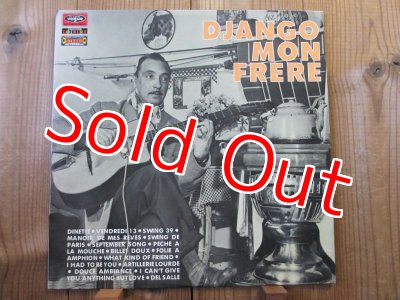 vogue
DJANGO
MON
FRERE
Sold Out
DINETTE • VENDREDI 13 • SWING 39 •
MANOIR DE MES REVES • SWING DE
PARIS • SEPTEMBER SONG • PECHE A
LA MOUCHE • BILLET DOUX • FOLIE A
AMPHION • WHAT KIND OF FRIEND •
I HAD TO BE YOU • ARTILLERIE LOURDE
• DOUCE AMBIANCE • I CAN'T GIVE
YOU ANYTHING BUT LOVE • DEL SALLE